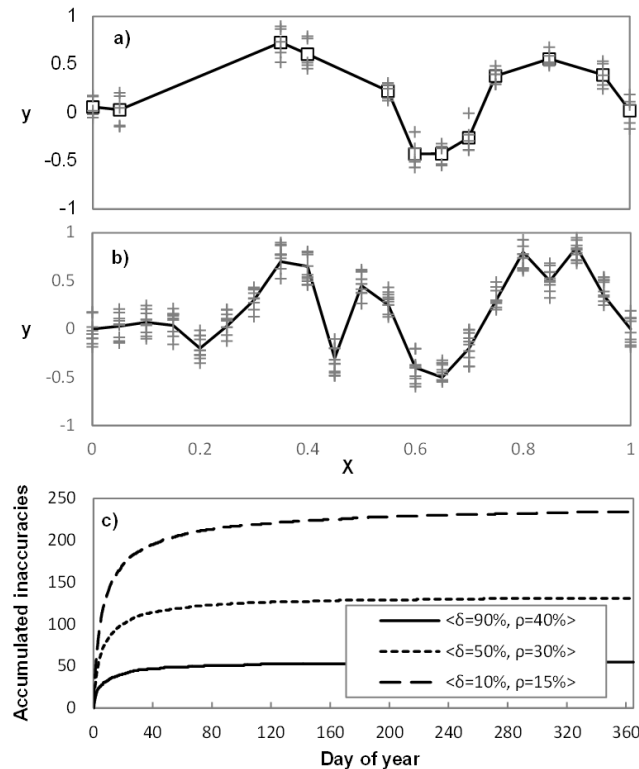 1
a)
0.5
y
0
-0.5
-1
1
b)
0.5
y
0
-0.5
-1
0
0.2
0.4
0.6
0.8
1
X
250
c)
200
150
100
50
0
Accumulated inaccuracies
<δ=90%, ρ=40%>
<δ=50%, ρ=30%>
<δ=10%, ρ=15%>
0
40
80
120
160
200
240
280
320
360
Day of year